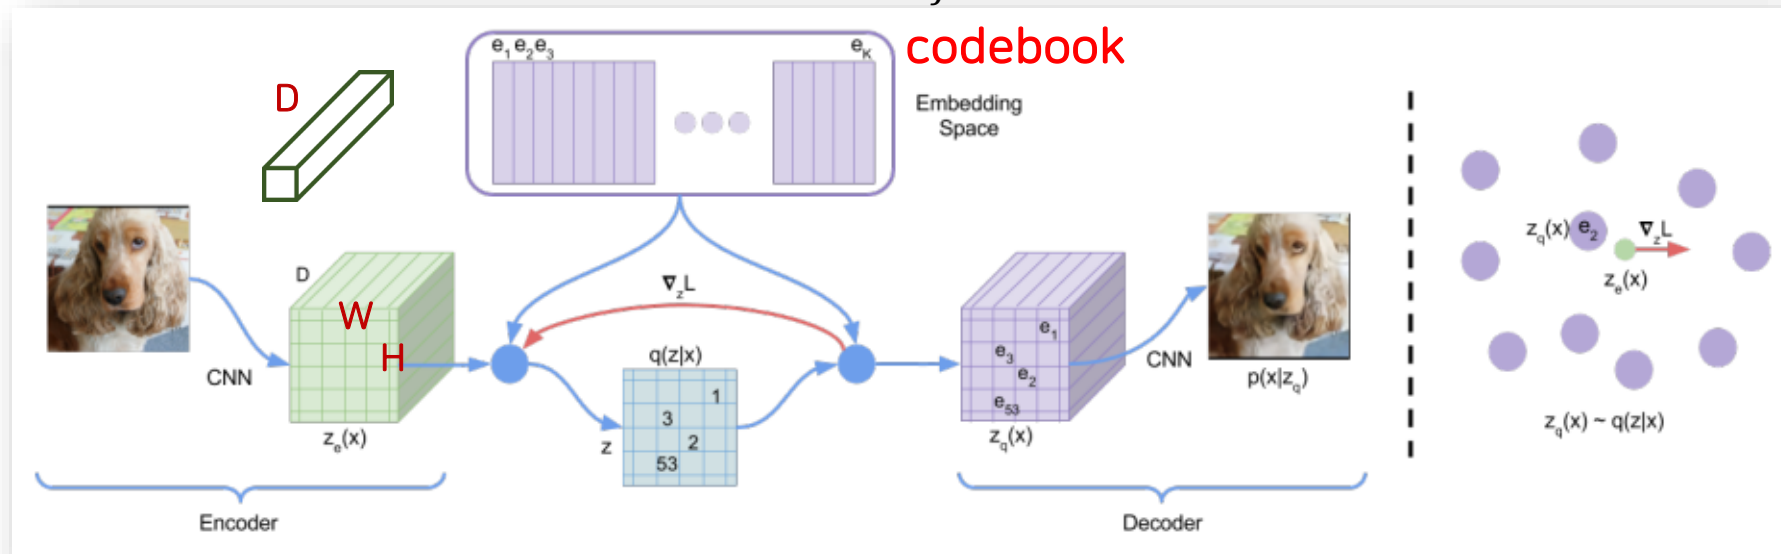 e1 e2 e3
eK
codebook
Embedding
Space
D
D
W
H
CNN
ze(x)
Encoder
∇zL
q(z|x)
1
3
2
53
z
e1
e3
e2
e53
zq(x)
CNN
p(x|zq)
Decoder
zq(x) e2 ∇zL
ze(x)
zq(x) ~ q(z|x)